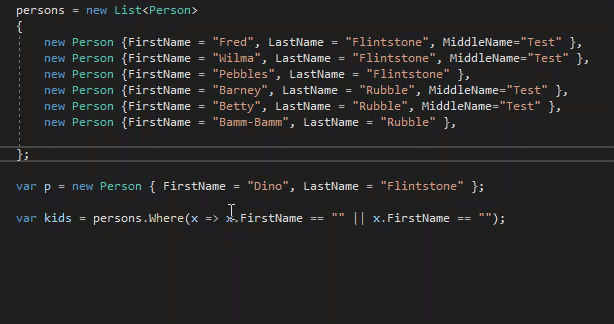 persons = new List<Person>
{
new Person {FirstName = "Fred", LastName = "Flintstone", MiddleName="Test" },
new Person {FirstName = "Wilma", LastName = "Flintstone", MiddleName="Test" },
new Person {FirstName = "Pebbles", LastName = "Flintstone" },
new Person {FirstName = "Barney", LastName = "Rubble", MiddleName="Test" },
new Person {FirstName = "Betty", LastName = "Rubble", MiddleName="Test" },
new Person {FirstName = "Bamm-Bamm", LastName = "Rubble" },
};
var p = new Person { FirstName = "Dino", LastName = "Flintstone" };
var kids = persons.Where(x => x.FirstName == "" || x.FirstName == "");